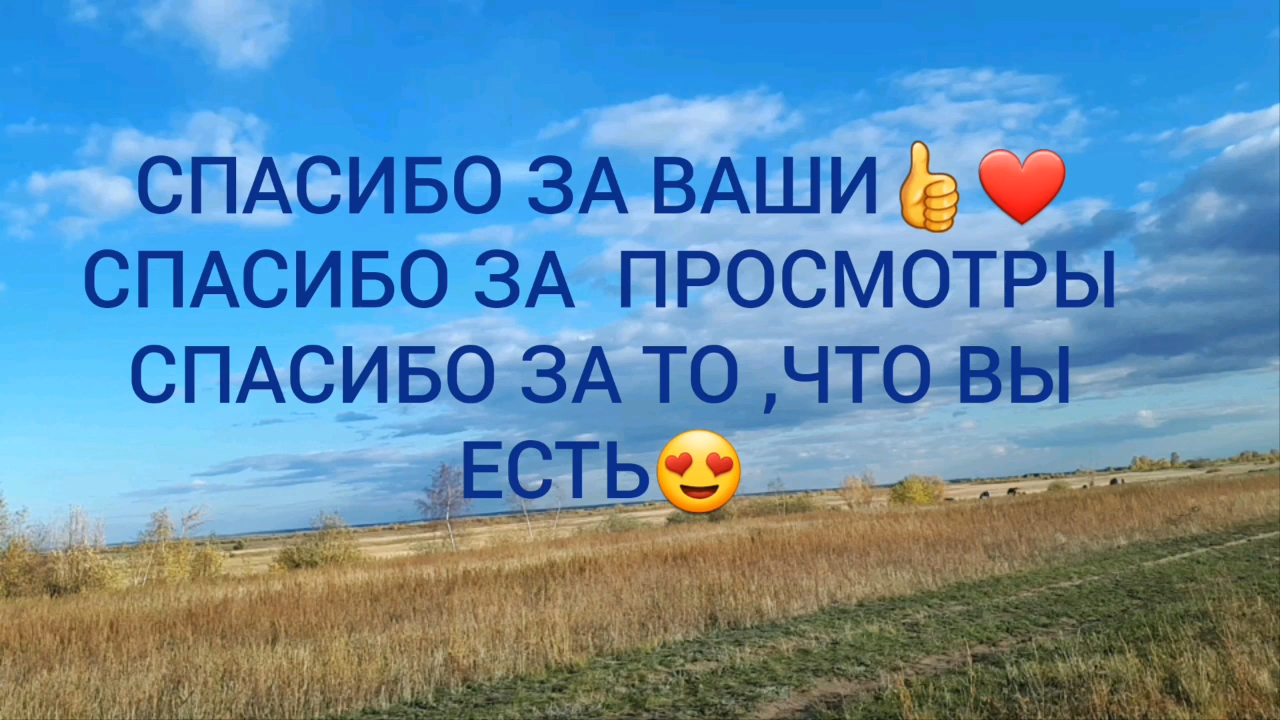 СПАСИБО ЗА ВАШИ👍❤️
СПАСИБО ЗА  ПРОСМОТРЫ
СПАСИБО ЗА ТО ,ЧТО ВЫ
ЕСТЬ😍